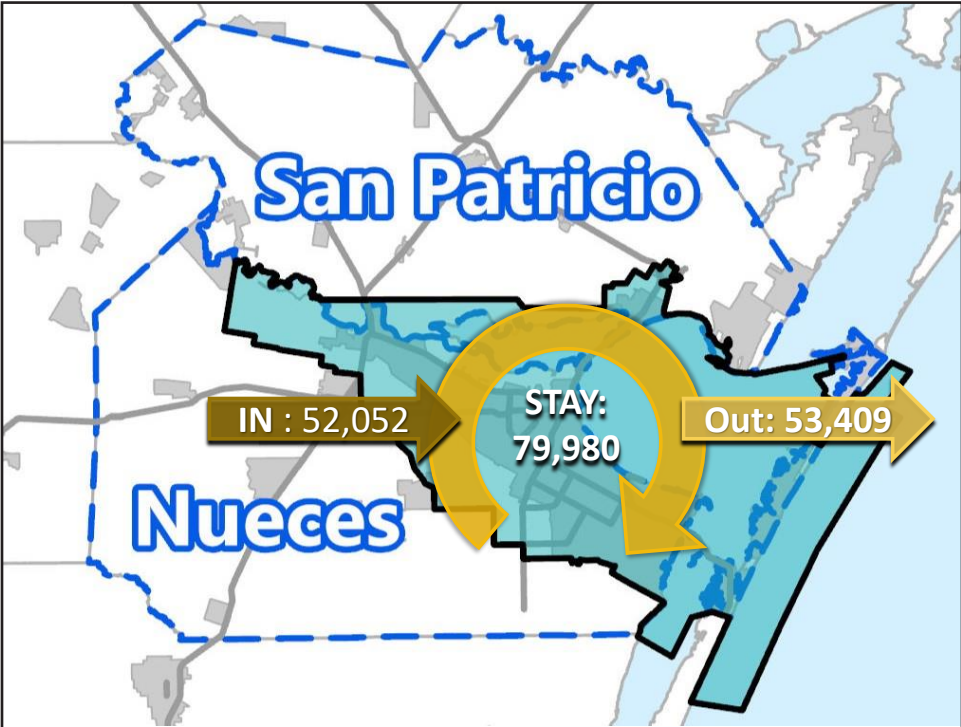 San Patricio
IN : 52,052
STAY:
79,980
Out: 53,409
Nueces